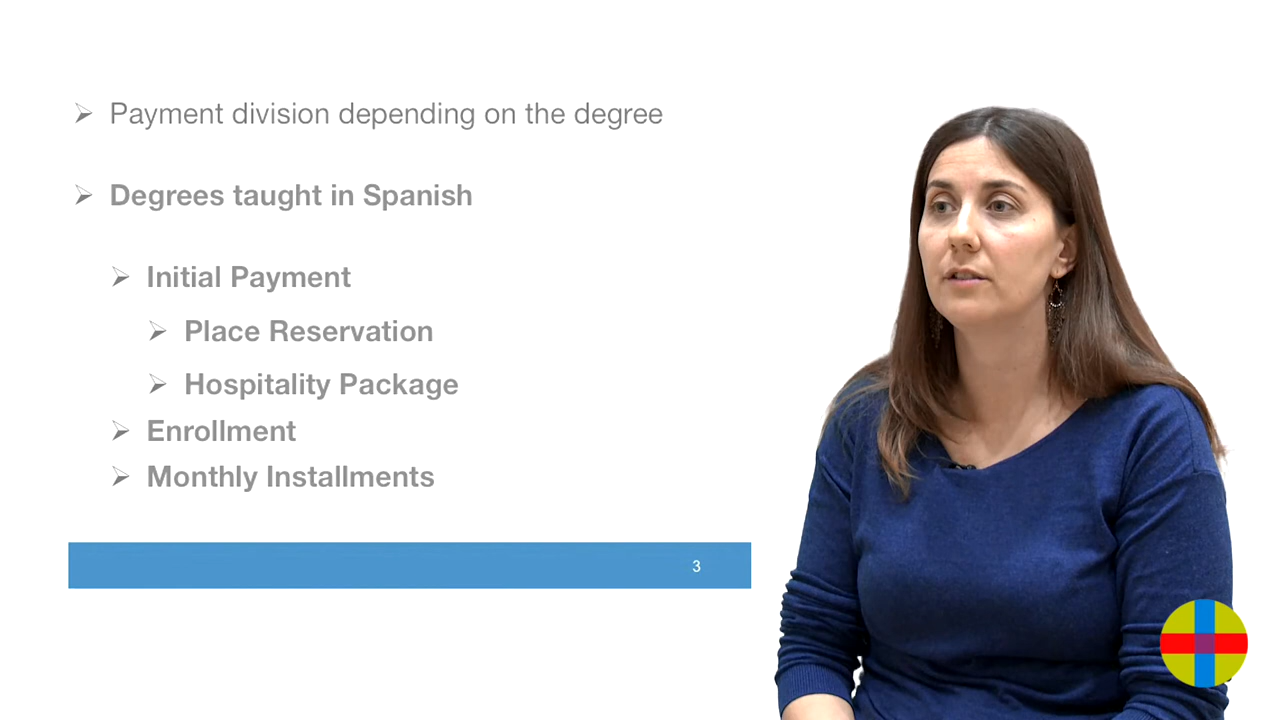 Payment division depending on the degree
Degrees taught in Spanish
Initial Payment
Place Reservation
Hospitality Package
Enrollment
Monthly Installments
3